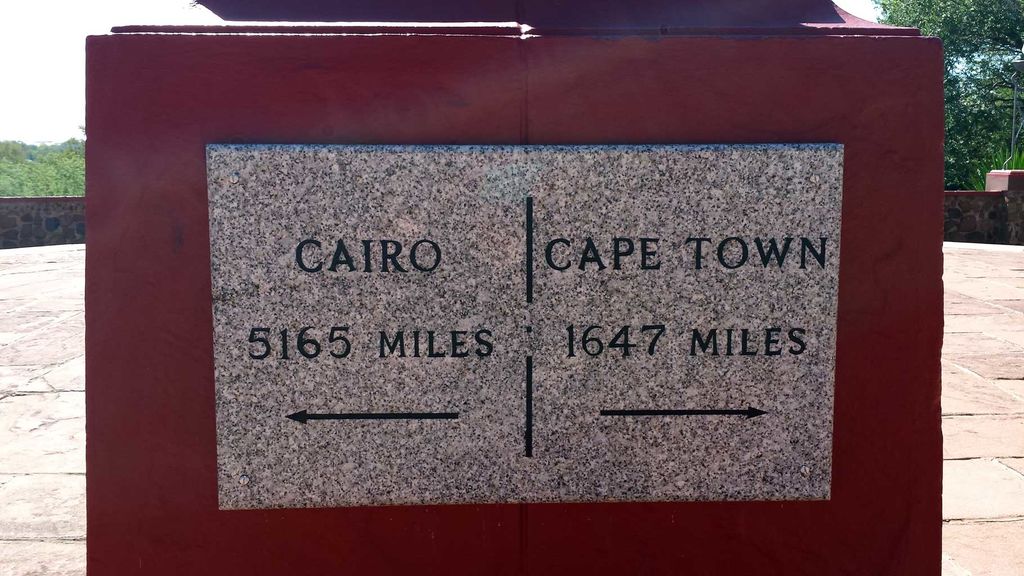 CAIRO
5165 MILES
CAPE TOWN
1647 MILES